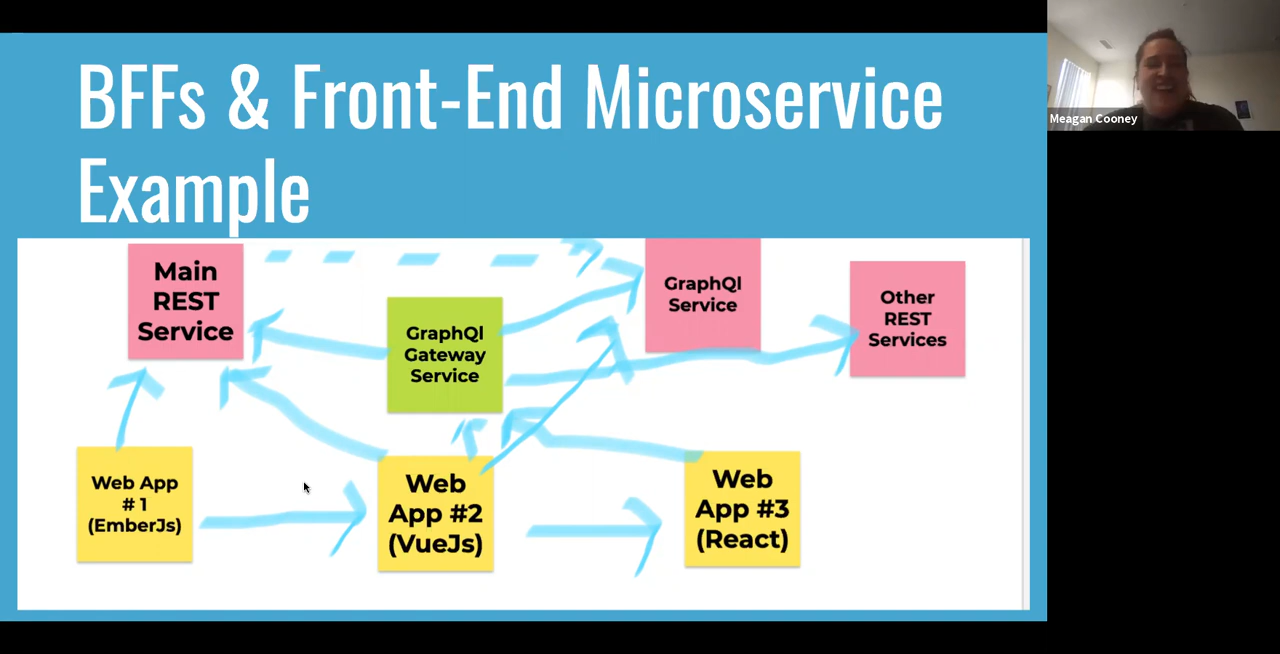 BFFs & Front-End Microservice
Example
Meagan Cooney
Main
REST
Service
GraphQl
Gateway
Service
GraphQl
Service
Other
REST
Services
Web App
# 1
(EmberJs)
Web
App #2
(VueJs)
Web
App #3
(React)